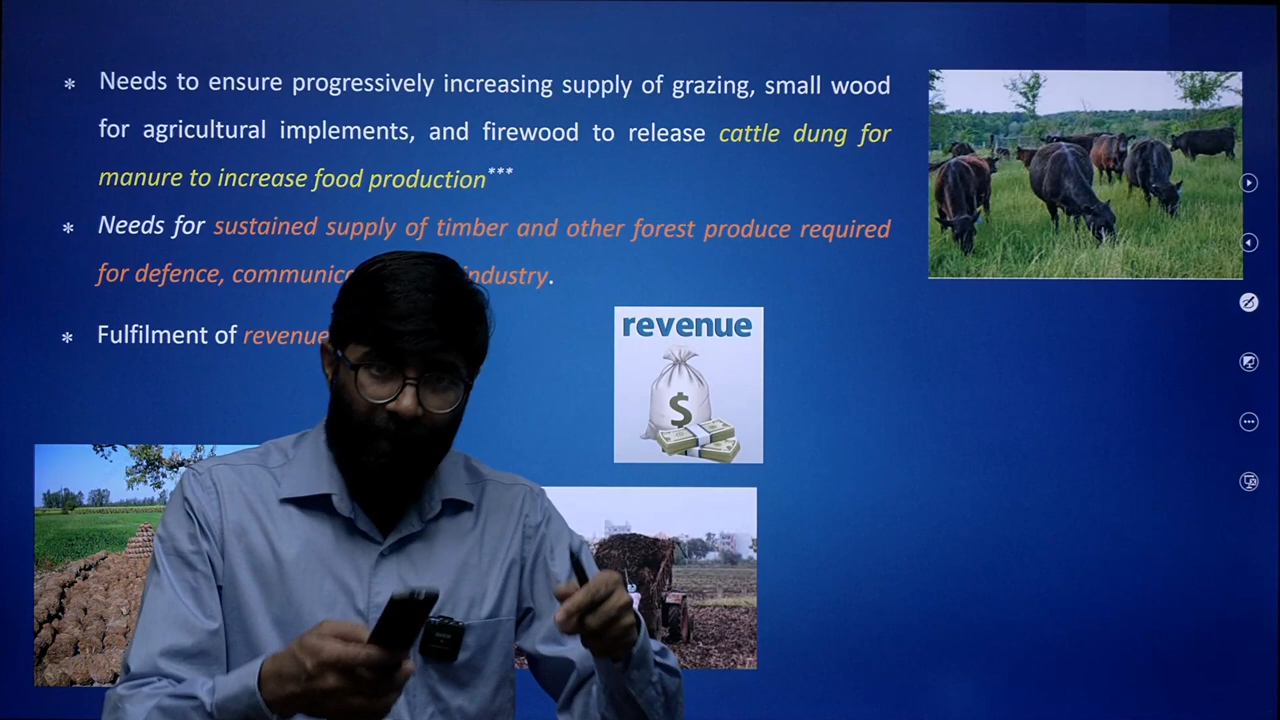 * Needs to ensure progressively increasing supply of grazing, small wood
for agricultural implements, and firewood to release cattle dung for
manure to increase food production***
* Needs for sustained supply of timber and other forest produce required
for defence, industry.
* Fulfilment of revenue
revenue
$